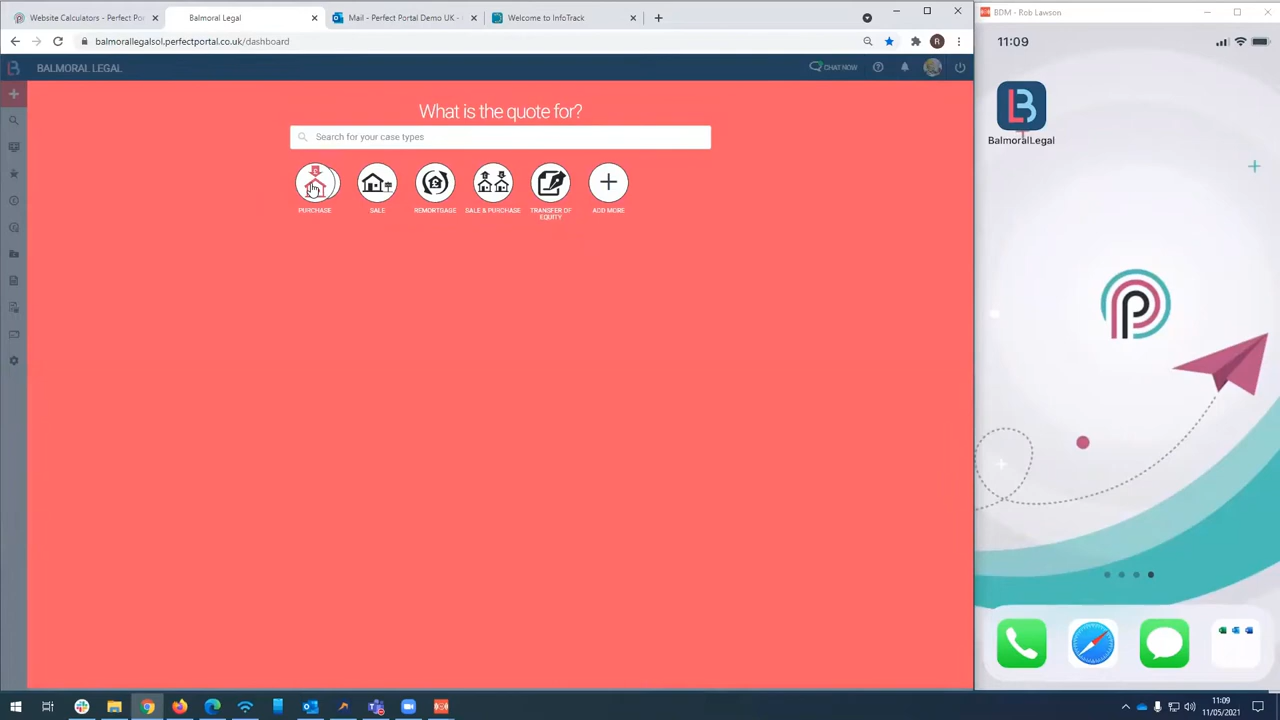 Website Calculators - Perfect Por
Balmoral Legal
Mail - Perfect Portal Demo UK -
Welcome to InfoTrack
BDM - Rob Lawson
balmorallegalsol.perfectportal.co.uk/dashboard
R
11:09
BALMORAL LEGAL
CHAT NOW
What is the quote for?
Search for your case types
PURCHASE
SALE
REMORTGAGE
SALE & PURCHASE
TRANSFER OF
EQUITY
ADD MORE
BalmoralLegal
11:09
11/05/2021